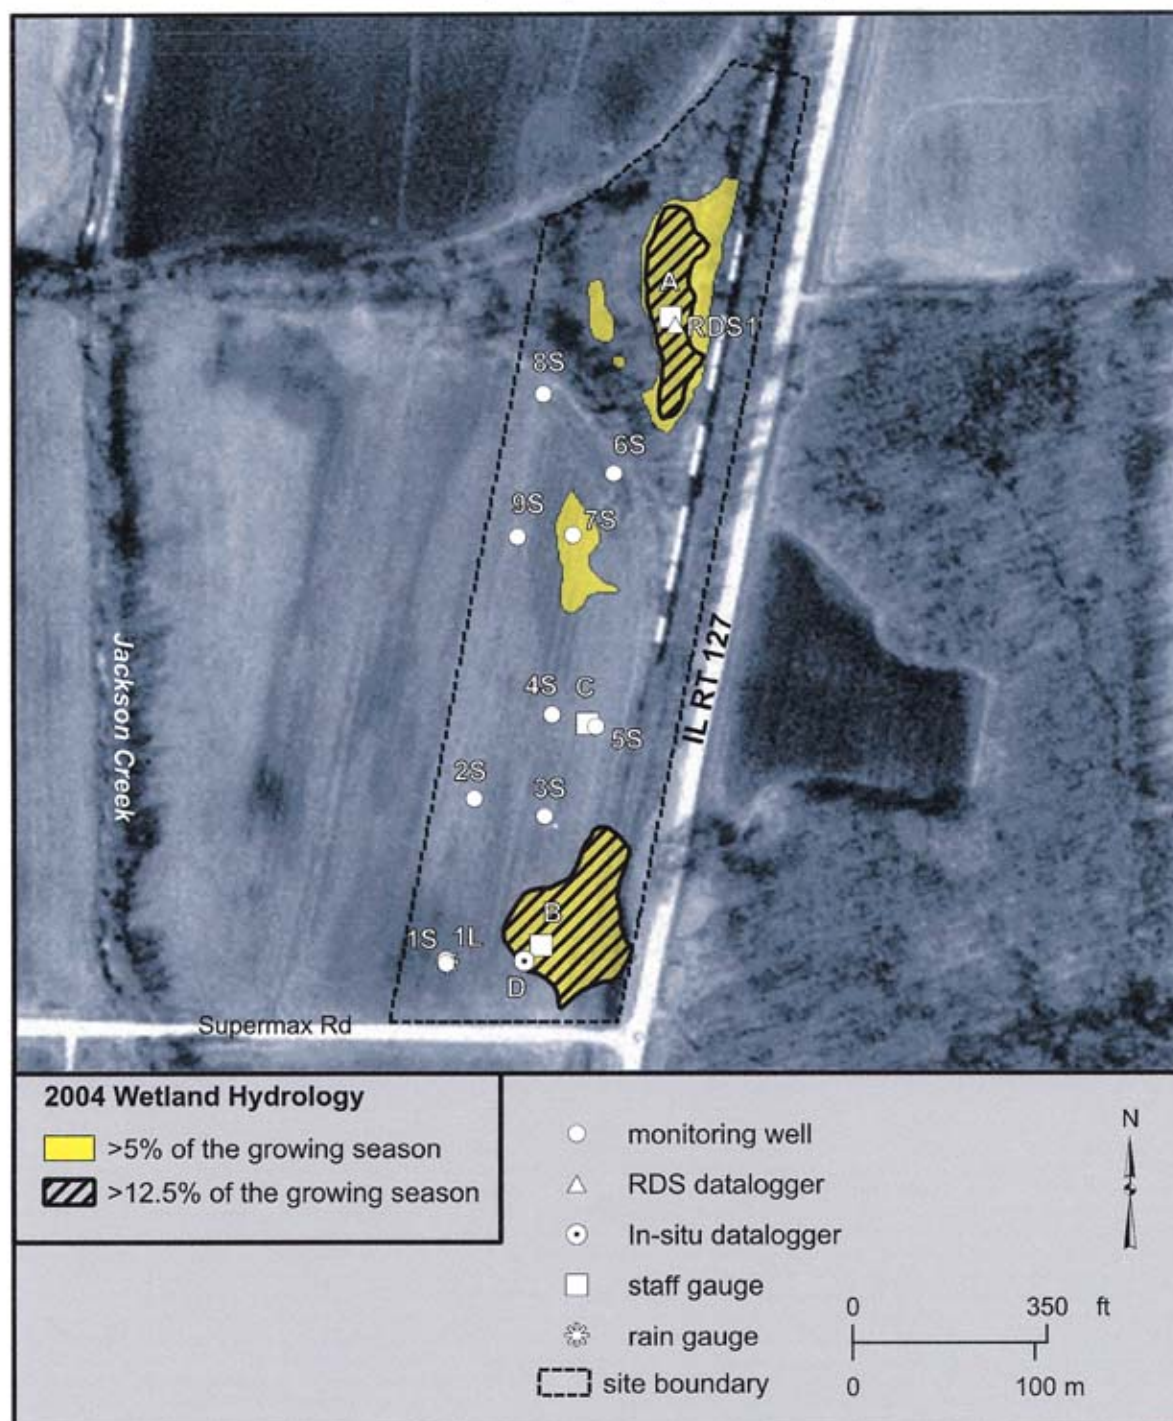 A
RDS1
8S
6S
9S
7S
IL RT 127
Jackson Creek
4S
C
5S
2S
3S
B
1S
1L
D
Supermax Rd
2004 Wetland Hydrology
>5% of the growing season
>12.5% of the growing season
monitoring well
RDS datalogger
In-situ datalogger
staff gauge
rain gauge
site boundary
N
0 350 ft
0 100 m